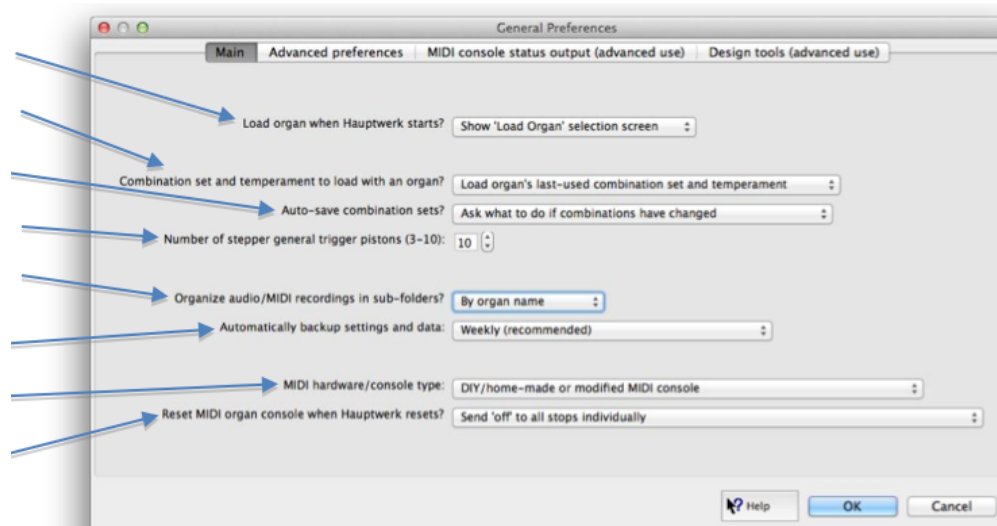 General Preferences
Main Advanced preferences MIDI console status output (advanced use) Design tools (advanced use)
Load organ when Hauptwerk starts? Show 'Load Organ' selection screen
Combination set and temperament to load with an organ? Load organ's last-used combination set and temperament
Auto-save combination sets? Ask what to do if combinations have changed
Number of stepper general trigger pistons (3-10): 10
Organize audio/MIDI recordings in sub-folders? By organ name
Automatically backup settings and data: Weekly (recommended)
MIDI hardware/console type: DIY/home-made or modified MIDI console
Reset MIDI organ console when Hauptwerk resets? Send 'off' to all stops individually
? Help OK Cancel